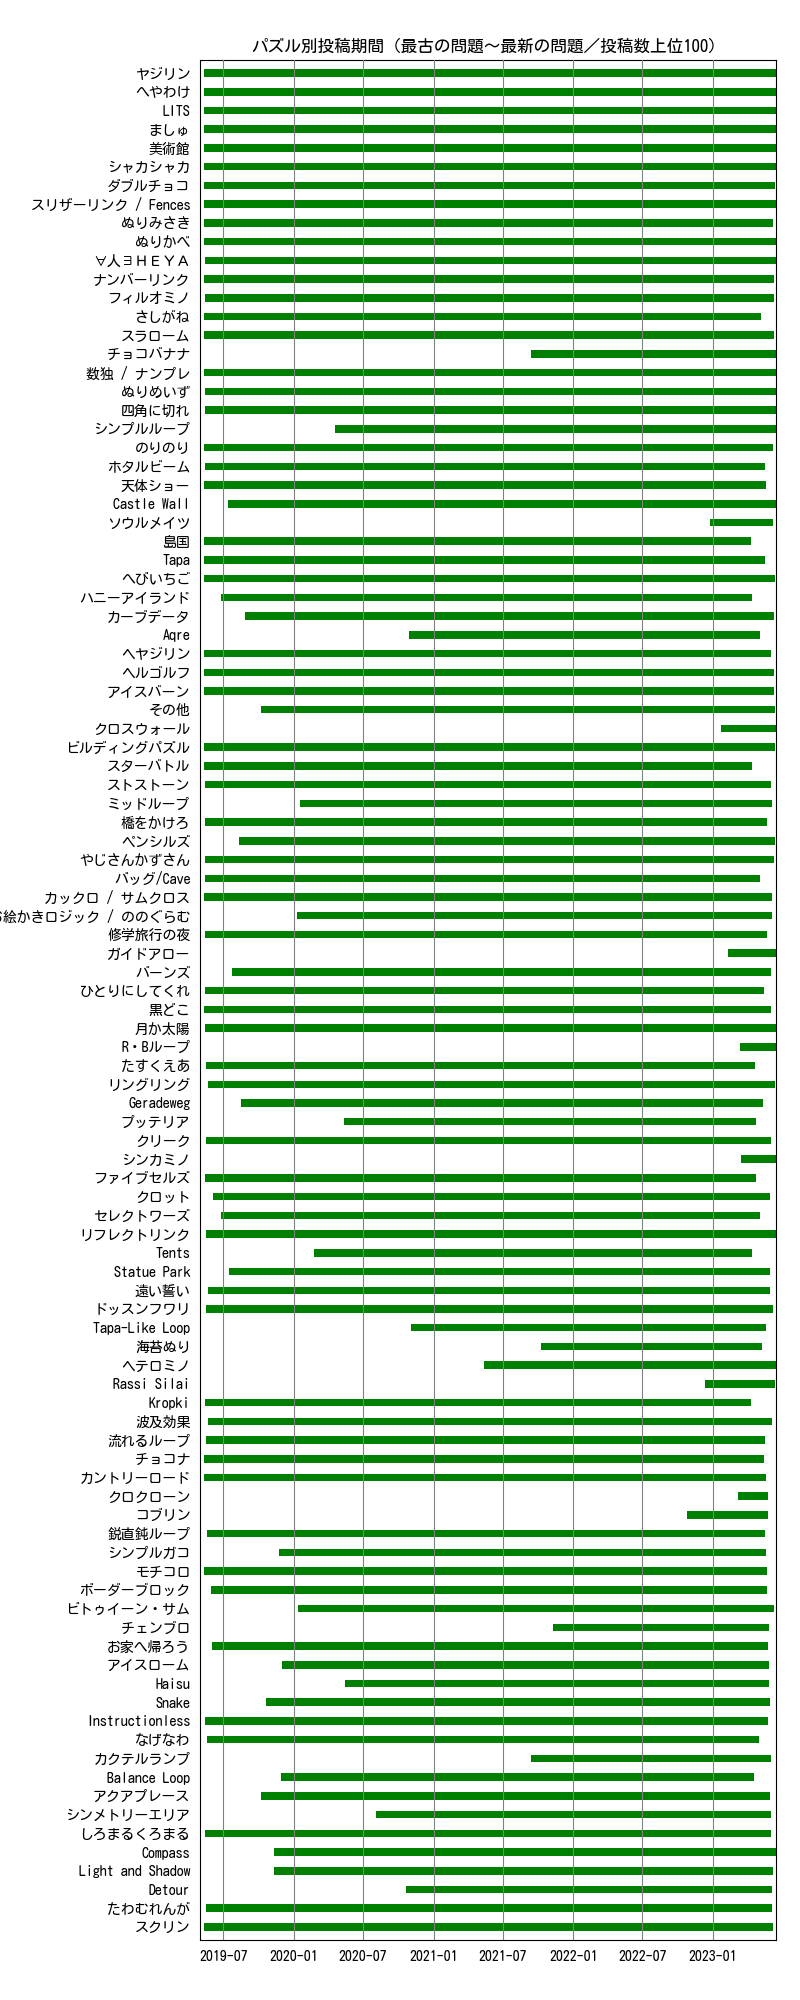 パズル別投稿期間（最古の問題～最新の問題／投稿数上位100）
ヤジリン
へやわけ
LITS
ましゅ
美術館
シャカシャカ
ダブルチョコ
スリザーリンク / Fences
ぬりみさき
ぬりかべ
∀人ヨＨＥＹＡ
ナンバーリンク
フィルオミノ
さしがね
スラローム
チョコバナナ
数独 / ナンプレ
ぬりめいず
四角に切れ
シンプルループ
のりのり
ホタルビーム
天体ショー
Castle Wall
ソウルメイツ
島国
Tapa
へびいちご
ハニーアイランド
カーブデータ
Aqre
ヘヤジリン
ヘルゴルフ
アイスバーン
その他
クロスウォール
ビルディングパズル
スターバトル
ストストーン
ミッドループ
橋をかけろ
ペンシルズ
やじさんかずさん
バッグ/Cave
カックロ / サムクロス
絵かきロジック / ののぐらむ
修学旅行の夜
ガイドアロー
バーンズ
ひとりにしてくれ
黒どこ
月か太陽
R・Bループ
たすくえあ
リングリング
Geradeweg
プッテリア
クリーク
シンカミノ
ファイブセルズ
クロット
セレクトワーズ
リフレクトリンク
Tents
Statue Park
遠い誓い
ドッスンフワリ
Tapa-Like Loop
海苔ぬり
ヘテロミノ
Rassi Silai
Kropki
波及効果
流れるループ
チョコナ
カントリーロード
クロクローン
コブリン
鋭直鈍ループ
シンプルガコ
モチコロ
ボーダーブロック
ビトゥイーン・サム
チェンブロ
お家へ帰ろう
アイスローム
Haisu
Snake
Instructionless
なげなわ
カクテルランプ
Balance Loop
アクアプレース
シンメトリーエリア
しろまるくろまる
Compass
Light and Shadow
Detour
たわむれんが
スクリン
2019-07 2020-01 2020-07 2021-01 2021-07 2022-01 2022-07 2023-01